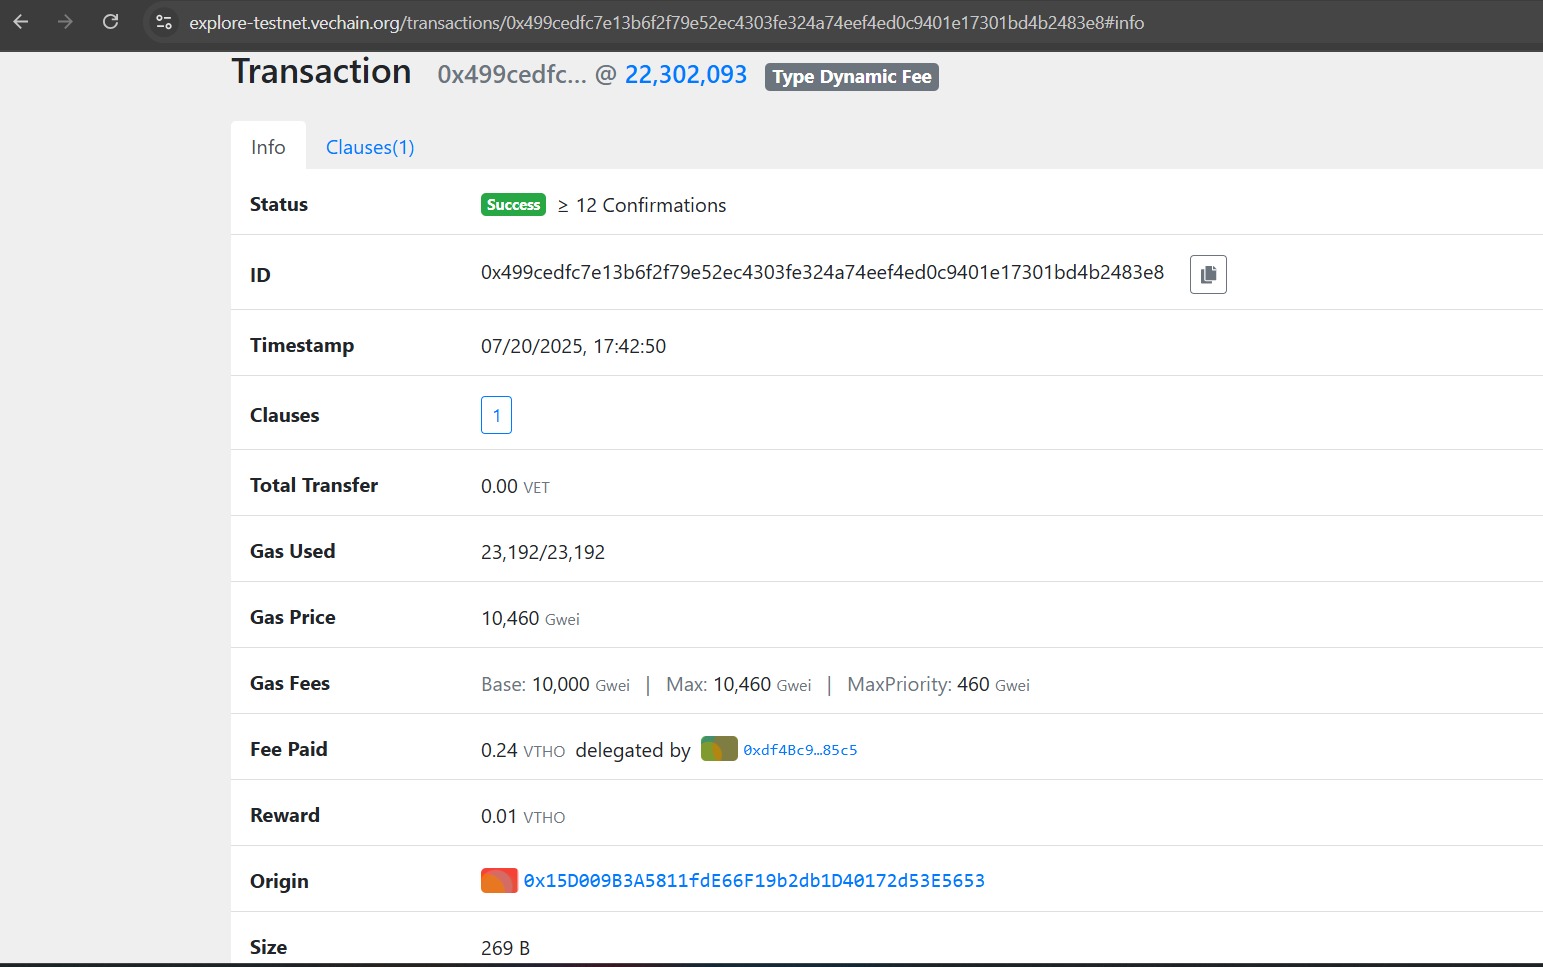 explore-testnet.vechain.org/transactions/0x499cedfc7e13b6f2f79e52ec4303fe324a74eef4ed0c9401e17301bd4b2483e8#info
Transaction 0x499cedfc... @ 22,302,093 Type Dynamic Fee
Info Clauses(1)
Status Success ≥ 12 Confirmations
ID 0x499cedfc7e13b6f2f79e52ec4303fe324a74eef4ed0c9401e17301bd4b2483e8
Timestamp 07/20/2025, 17:42:50
Clauses 1
Total Transfer 0.00 VET
Gas Used 23,192/23,192
Gas Price 10,460 Gwei
Gas Fees Base: 10,000 Gwei | Max: 10,460 Gwei | MaxPriority: 460 Gwei
Fee Paid 0.24 VTHO delegated by 0xdf4Bc9…85c5
Reward 0.01 VTHO
Origin 0x15D009B3A5811fdE66F19b2db1D40172d53E5653
Size 269 B